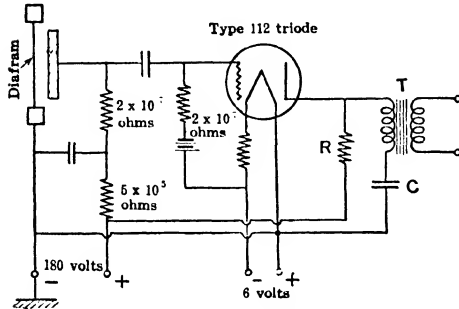 Type 112 triode
Diafram
T
2 x 10
ohms
2 x 10
ohms
R
5 x 10⁵
ohms
C
180 volts
- +
- +
6 volts